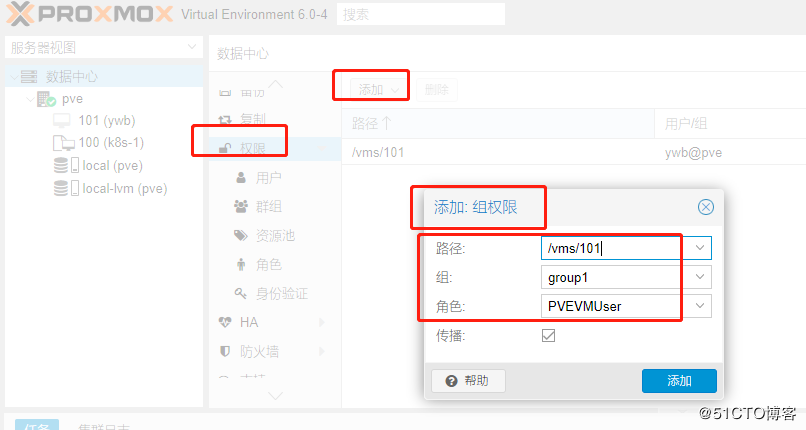 PROXMOX Virtual Environment 6.0-4 搜索
服务器视图
数据中心
pve
101 (ywb)
100 (k8s-1)
local (pve)
local-lvm (pve)
数据中心
备份
复制
权限
用户
群组
资源池
角色
身份验证
HA
防火墙
添加 删除
路径 用户/组
/vms/101 ywb@pve
添加: 组权限
路径: /vms/101
组: group1
角色: PVEVMUser
传播:
帮助 添加
任务 集群日志
@51CTO博客